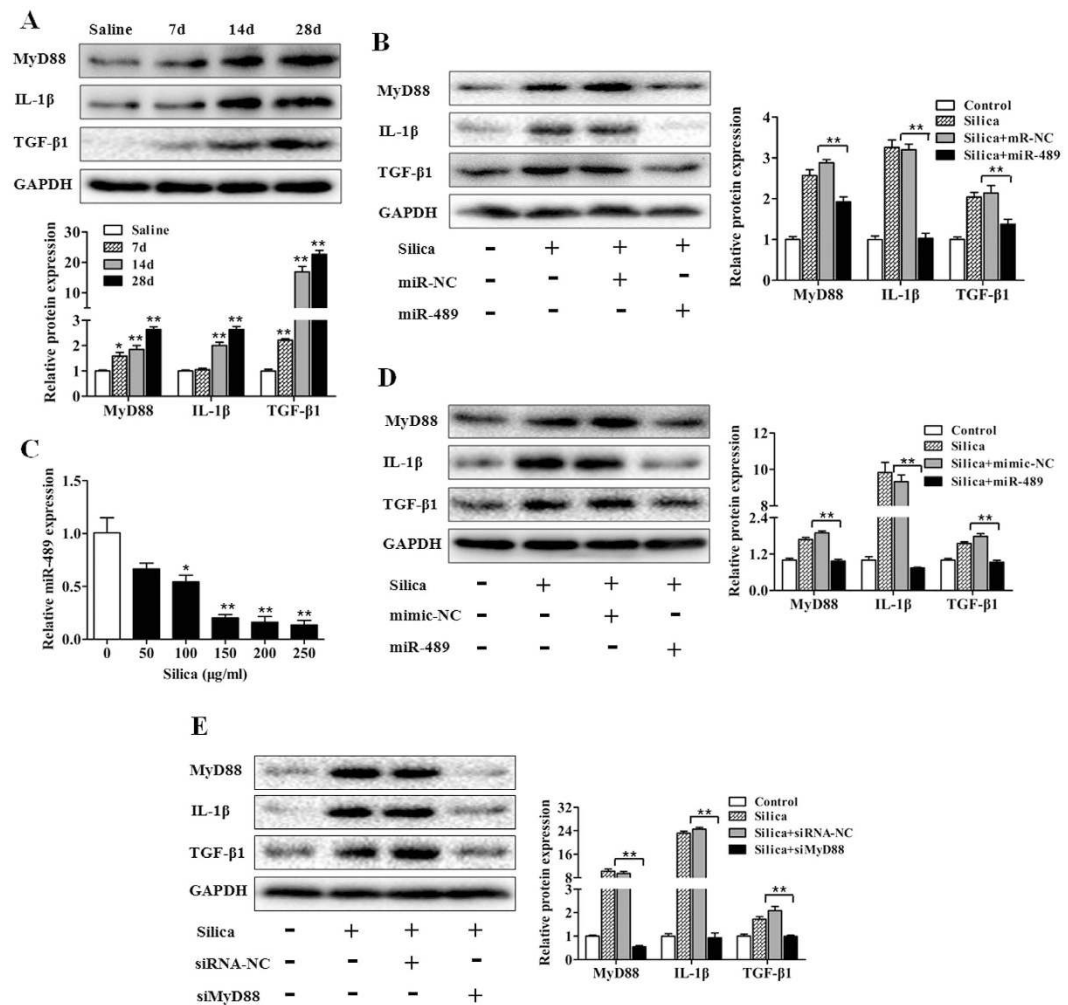 A
Saline 7d 14d 28d
MyD88
IL-1β
TGF-β1
GAPDH
Relative protein expression
30
20
10
3
2
1
0
Saline
7d
14d
28d
* ** **
** **
** ** **
MyD88 IL-1β TGF-β1
B
MyD88
IL-1β
TGF-β1
GAPDH
Silica - + + +
miR-NC - - + -
miR-489 - - - +
Relative protein expression
4
3
2
1
0
Control
Silica
Silica+mR-NC
Silica+miR-489
** ** **
MyD88 IL-1β TGF-β1
C
Relative miR-489 expression
1.5
1.0
0.5
0.0
* ** ** **
0 50 100 150 200 250
Silica (μg/ml)
D
MyD88
IL-1β
TGF-β1
GAPDH
Silica - + + +
mimic-NC - - + -
miR-489 - - - +
Relative protein expression
12
10
8
2.4
1.2
0.0
Control
Silica
Silica+mimic-NC
Silica+miR-489
** ** **
MyD88 IL-1β TGF-β1
E
MyD88
IL-1β
TGF-β1
GAPDH
Silica - + + +
siRNA-NC - - + -
siMyD88 - - - +
Relative protein expression
32
24
16
8
2
1
0
Control
Silica
Silica+siRNA-NC
Silica+siMyD88
** ** **
MyD88 IL-1β TGF-β1